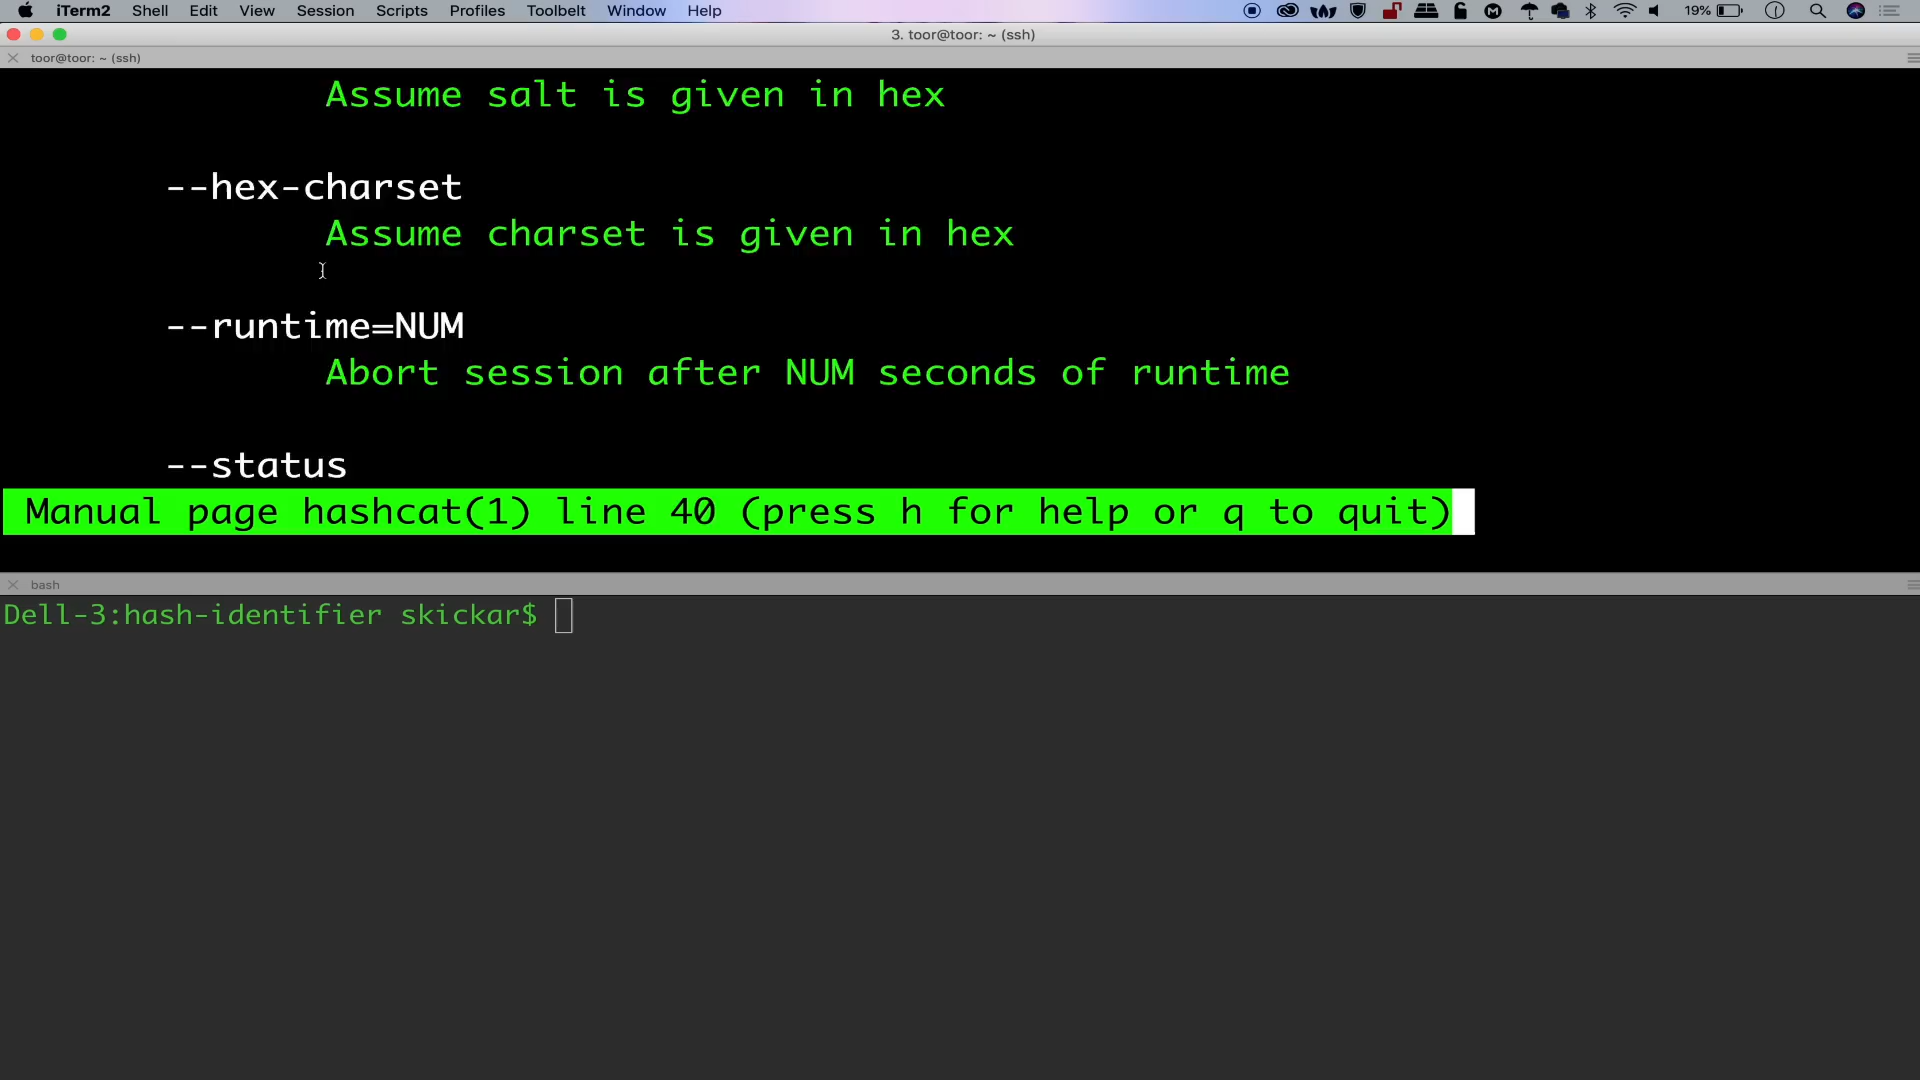 iTerm2 Shell Edit View Session Scripts Profiles Toolbelt Window Help 19%
3. toor@toor: ~ (ssh)
toor@toor: ~ (ssh)
Assume salt is given in hex
--hex-charset
Assume charset is given in hex
--runtime=NUM
Abort session after NUM seconds of runtime
--status
Manual page hashcat(1) line 40 (press h for help or q to quit)
bash
Dell-3:hash-identifier skickar$